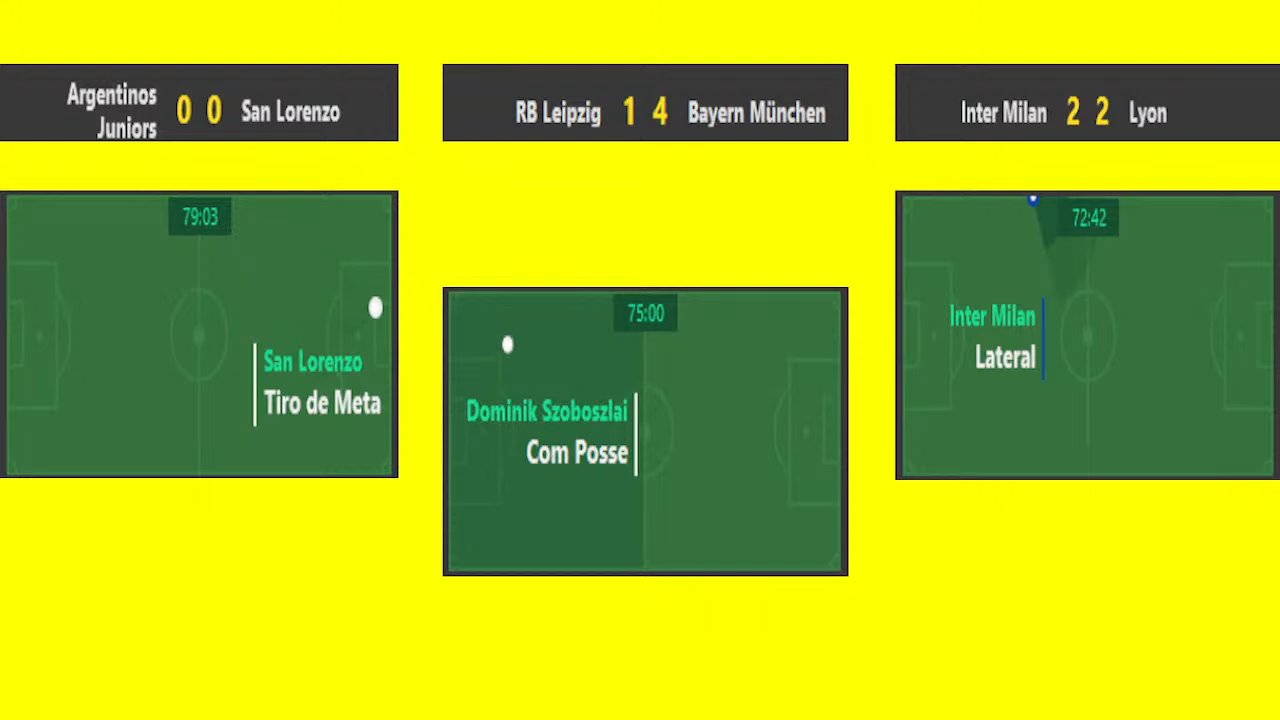 Argentinos
Juniors
0 0
San Lorenzo
RB Leipzig 1 4 Bayern München
Inter Milan 2 2 Lyon
79:03
San Lorenzo
Tiro de Meta
75:00
Dominik Szoboszlai
Com Posse
72:42
Inter Milan
Lateral